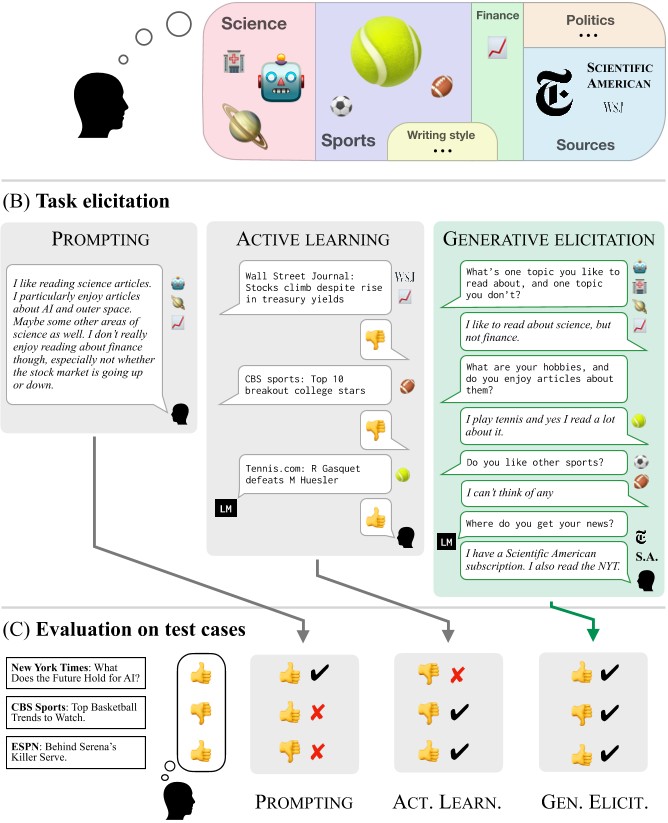 Science
Finance
Politics
•••
SCIENTIFIC
AMERICAN
WSJ
Sports
Writing style
•••
Sources
(B) Task elicitation
PROMPTING
ACTIVE LEARNING
GENERATIVE ELICITATION
I like reading science articles.
I particularly enjoy articles
about AI and outer space.
Maybe some other areas of
science as well. I don't really
enjoy reading about finance
though, especially not whether
the stock market is going up
or down.
Wall Street Journal:
Stocks climb despite rise
in treasury yields
WSJ
CBS sports: Top 10
breakout college stars
Tennis.com: R Gasquet
defeats M Huesler
LM
What's one topic you like to
read about, and one topic
you don't?
I like to read about science, but
not finance.
What are your hobbies, and
do you enjoy articles about
them?
I play tennis and yes I read a lot
about it.
Do you like other sports?
I can't think of any
Where do you get your news?
LM
I have a Scientific American
subscription. I also read the NYT.
S.A.
(C) Evaluation on test cases
New York Times: What
Does the Future Hold for AI?
CBS Sports: Top Basketball
Trends to Watch.
ESPN: Behind Serena's
Killer Serve.
PROMPTING
ACT. LEARN.
GEN. ELICIT.